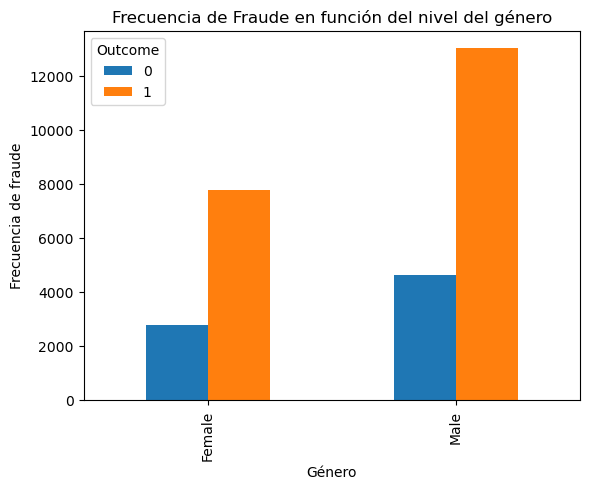 Frecuencia de Fraude en función del nivel del género
Outcome
0
1
12000
10000
8000
6000
4000
2000
0
Frecuencia de fraude
Female
Male
Género